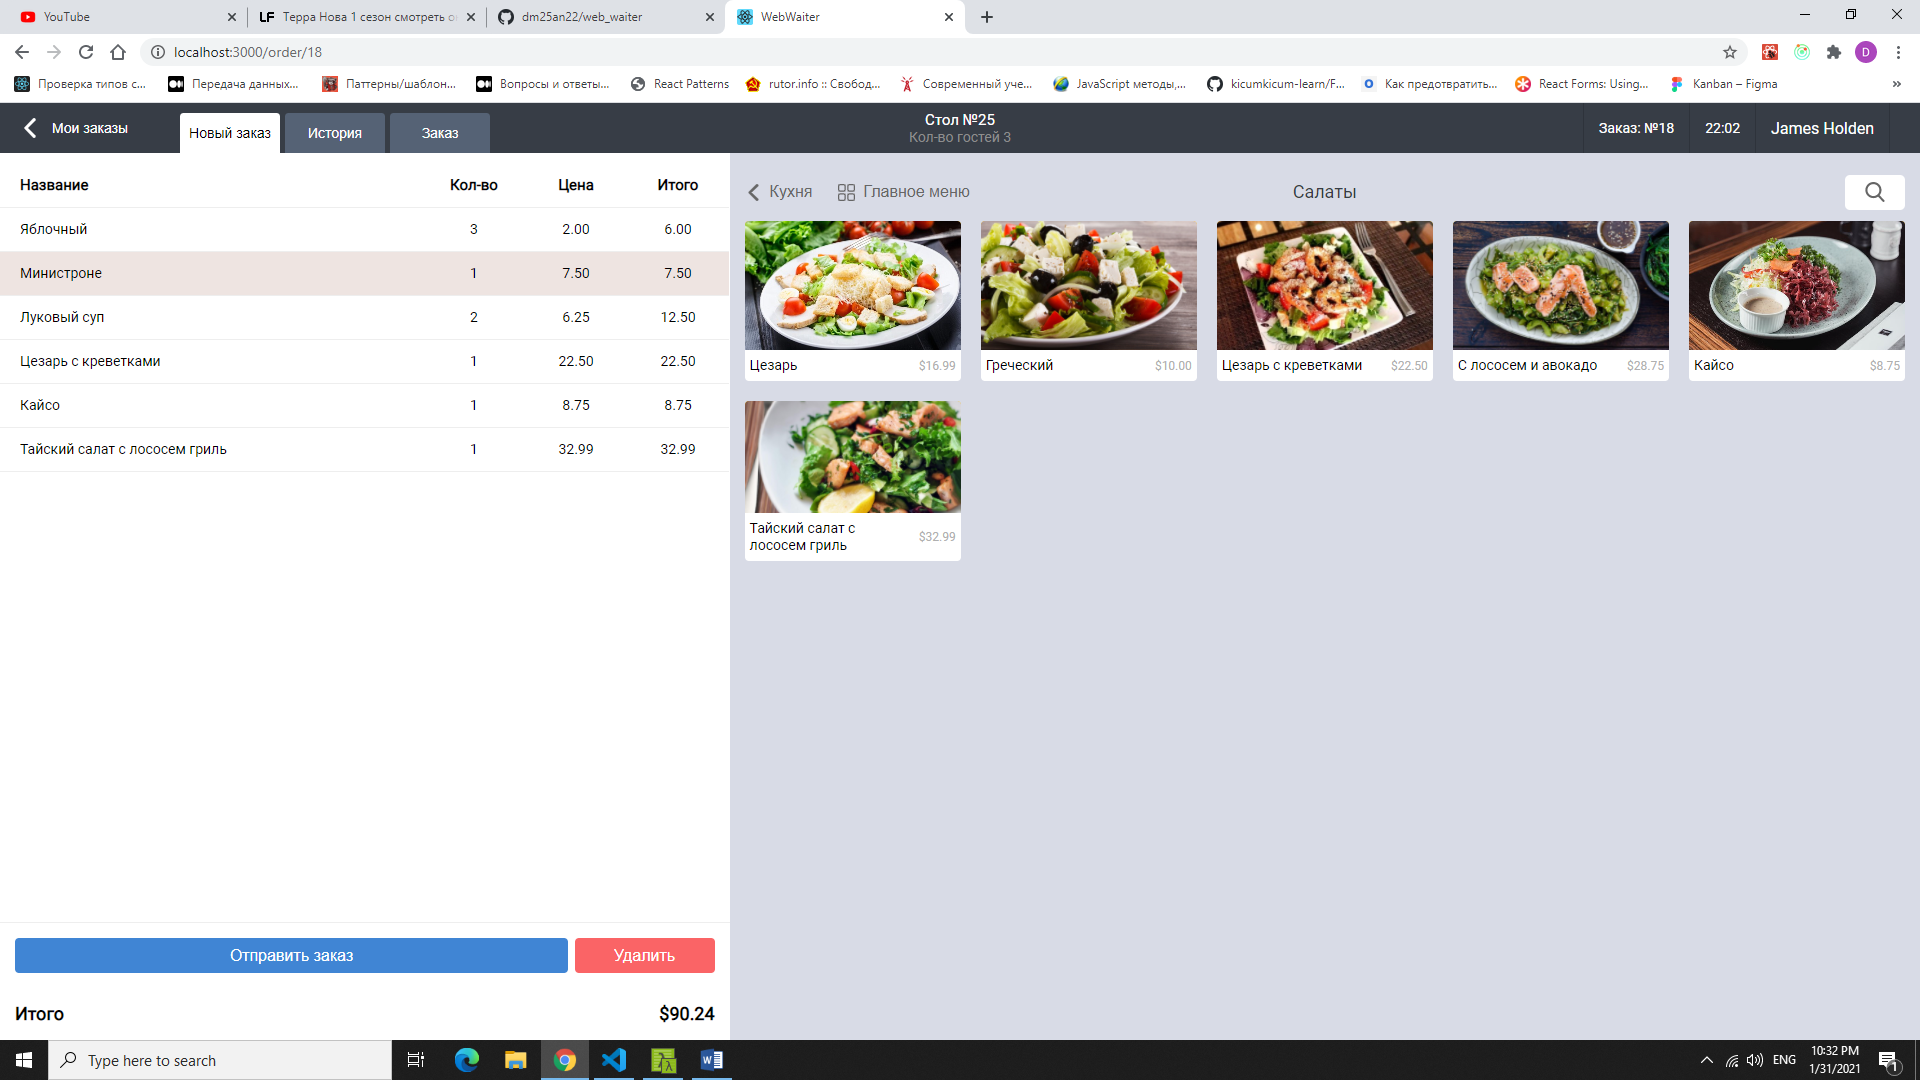 YouTube
LF Терра Нова 1 сезон смотреть о
dm25an22/web_waiter
WebWaiter
localhost:3000/order/18
D
Проверка типов с...
Передача данных...
Паттерны/шаблон...
Вопросы и ответы...
React Patterns
rutor.info :: Свобод...
Современный уче...
JavaScript методы,...
kicumkicum-learn/F...
Как предотвратить...
React Forms: Using...
Kanban – Figma
»
Мои заказы
Новый заказ
История
Заказ
Стол №25
Кол-во гостей 3
Заказ: №18
22:02
James Holden
Название Кол-во Цена Итого
Яблочный 3 2.00 6.00
Министроне 1 7.50 7.50
Луковый суп 2 6.25 12.50
Цезарь с креветками 1 22.50 22.50
Кайсо 1 8.75 8.75
Тайский салат с лососем гриль 1 32.99 32.99
Отправить заказ
Удалить
Итого $90.24
Кухня
Главное меню
Салаты
Цезарь $16.99
Греческий $10.00
Цезарь с креветками $22.50
С лососем и авокадо $28.75
Кайсо $8.75
Тайский салат с
лососем гриль
$32.99
Type here to search
ENG
10:32 PM
1/31/2021
1